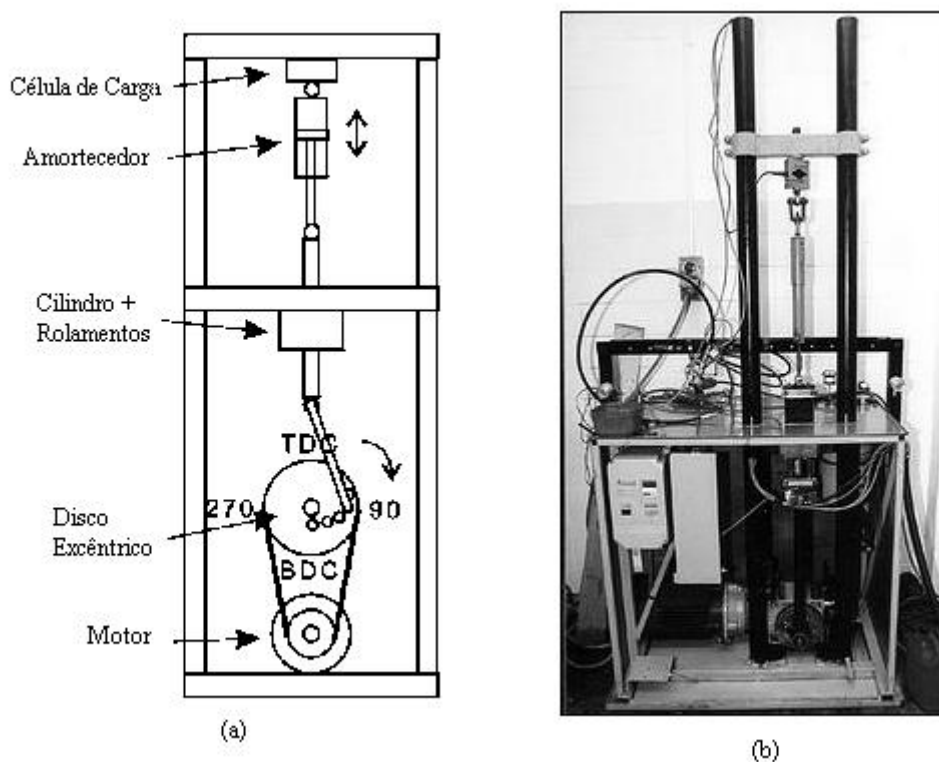 Célula de Carga
Amortecedor
Cilindro +
Rolamentos
TDC
270
90
Disco
Excêntrico
BDC
Motor
(a)
(b)